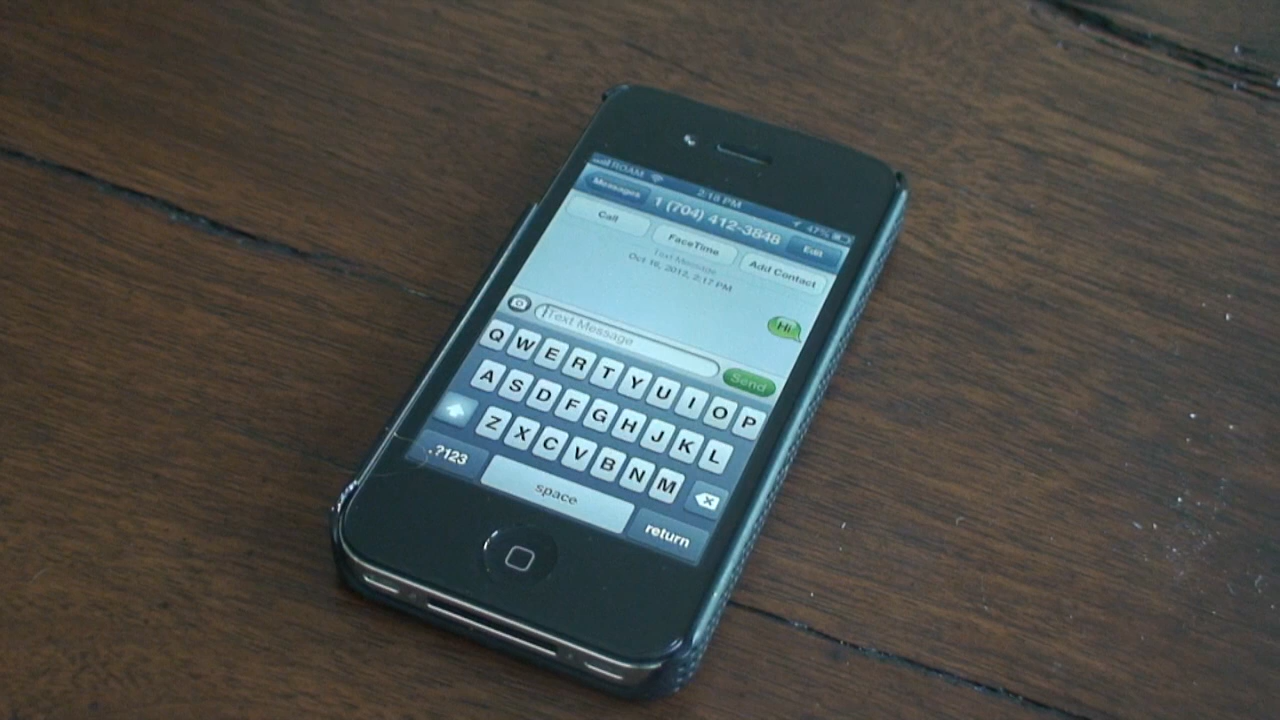 ROAM 2:18 PM 47%
Messages 1 (704) 412-3848 Edit
Call FaceTime Add Contact
Text Message
Oct 16, 2012, 2:17 PM
Hi
Text Message Send
Q W E R T Y U I O P
A S D F G H J K L
Z X C V B N M
.?123 space return